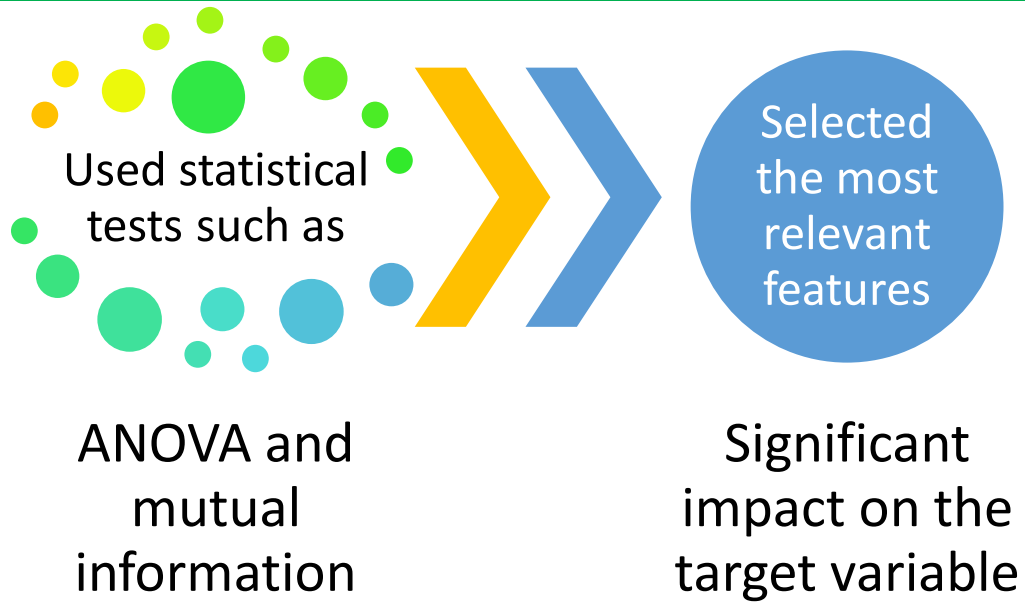 Used statistical
tests such as
ANOVA and
mutual
information
Selected
the most
relevant
features
Significant
impact on the
target variable